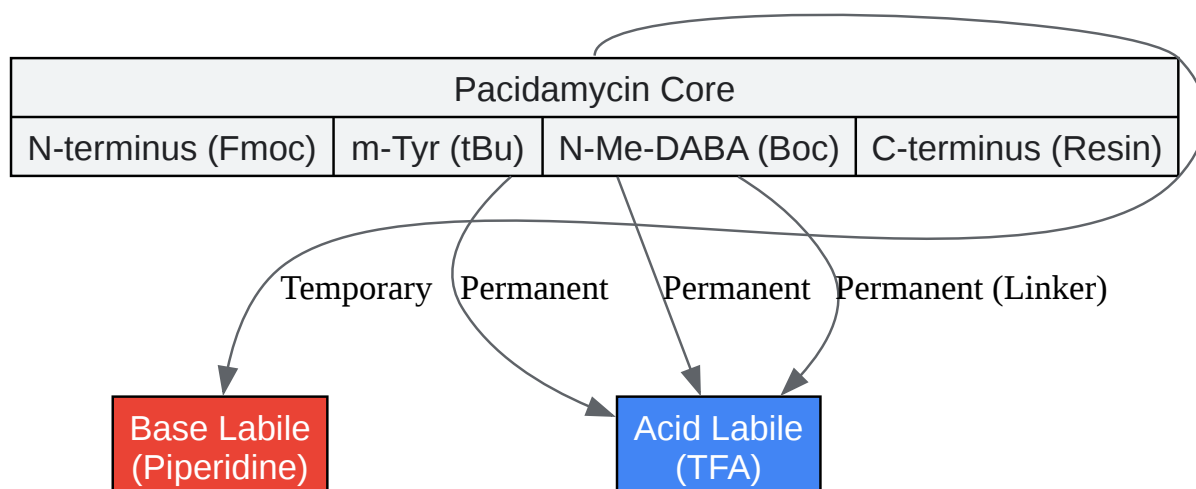 Pacidamycin Core
N-terminus (Fmoc) m-Tyr (tBu) N-Me-DABA (Boc) C-terminus (Resin)
Temporary Permanent Permanent Permanent (Linker)
Base Labile
(Piperidine)
Acid Labile
(TFA)